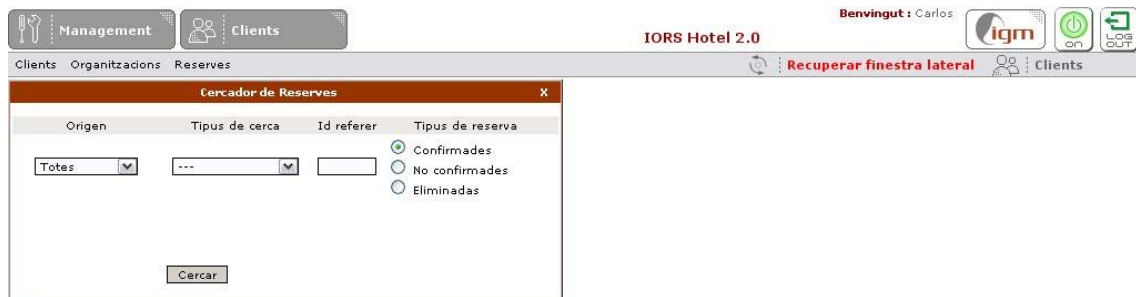 Management Clients
Benvingut : Carlos
IORS Hotel 2.0
igm
on
LOG
OUT
Clients Organitzacions Reserves
Recuperar finestra lateral Clients
Cercador de Reserves X
Origen Tipus de cerca Id referer Tipus de reserva
Totes --- Confirmades
No confirmades
Eliminadas
Cercar